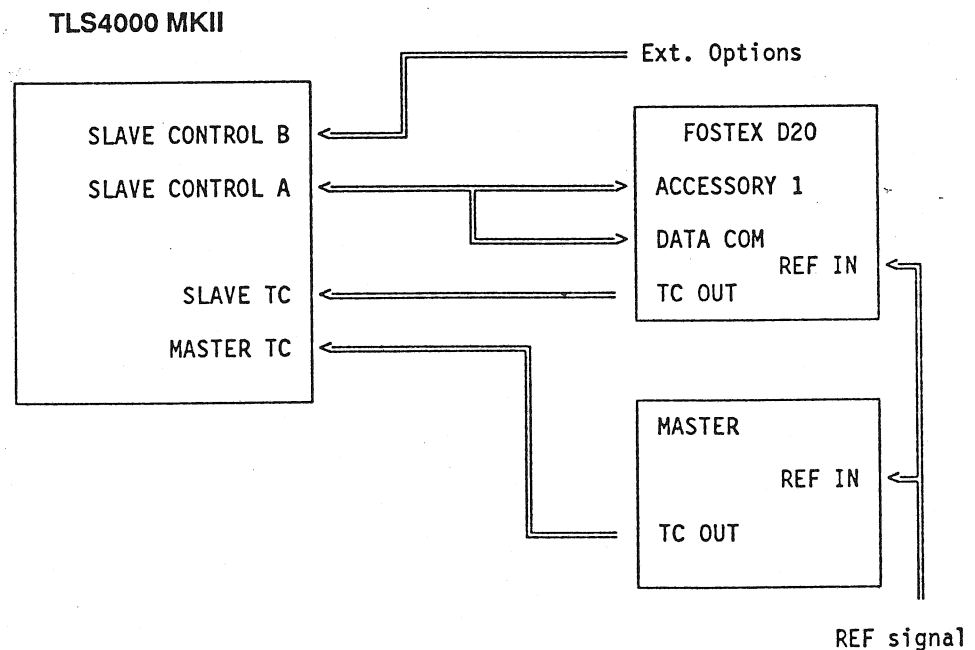 TLS4000 MKII
Ext. Options
SLAVE CONTROL B
SLAVE CONTROL A
SLAVE TC
MASTER TC
FOSTEX D20
ACCESSORY 1
DATA COM
REF IN
TC OUT
MASTER
REF IN
TC OUT
REF signal